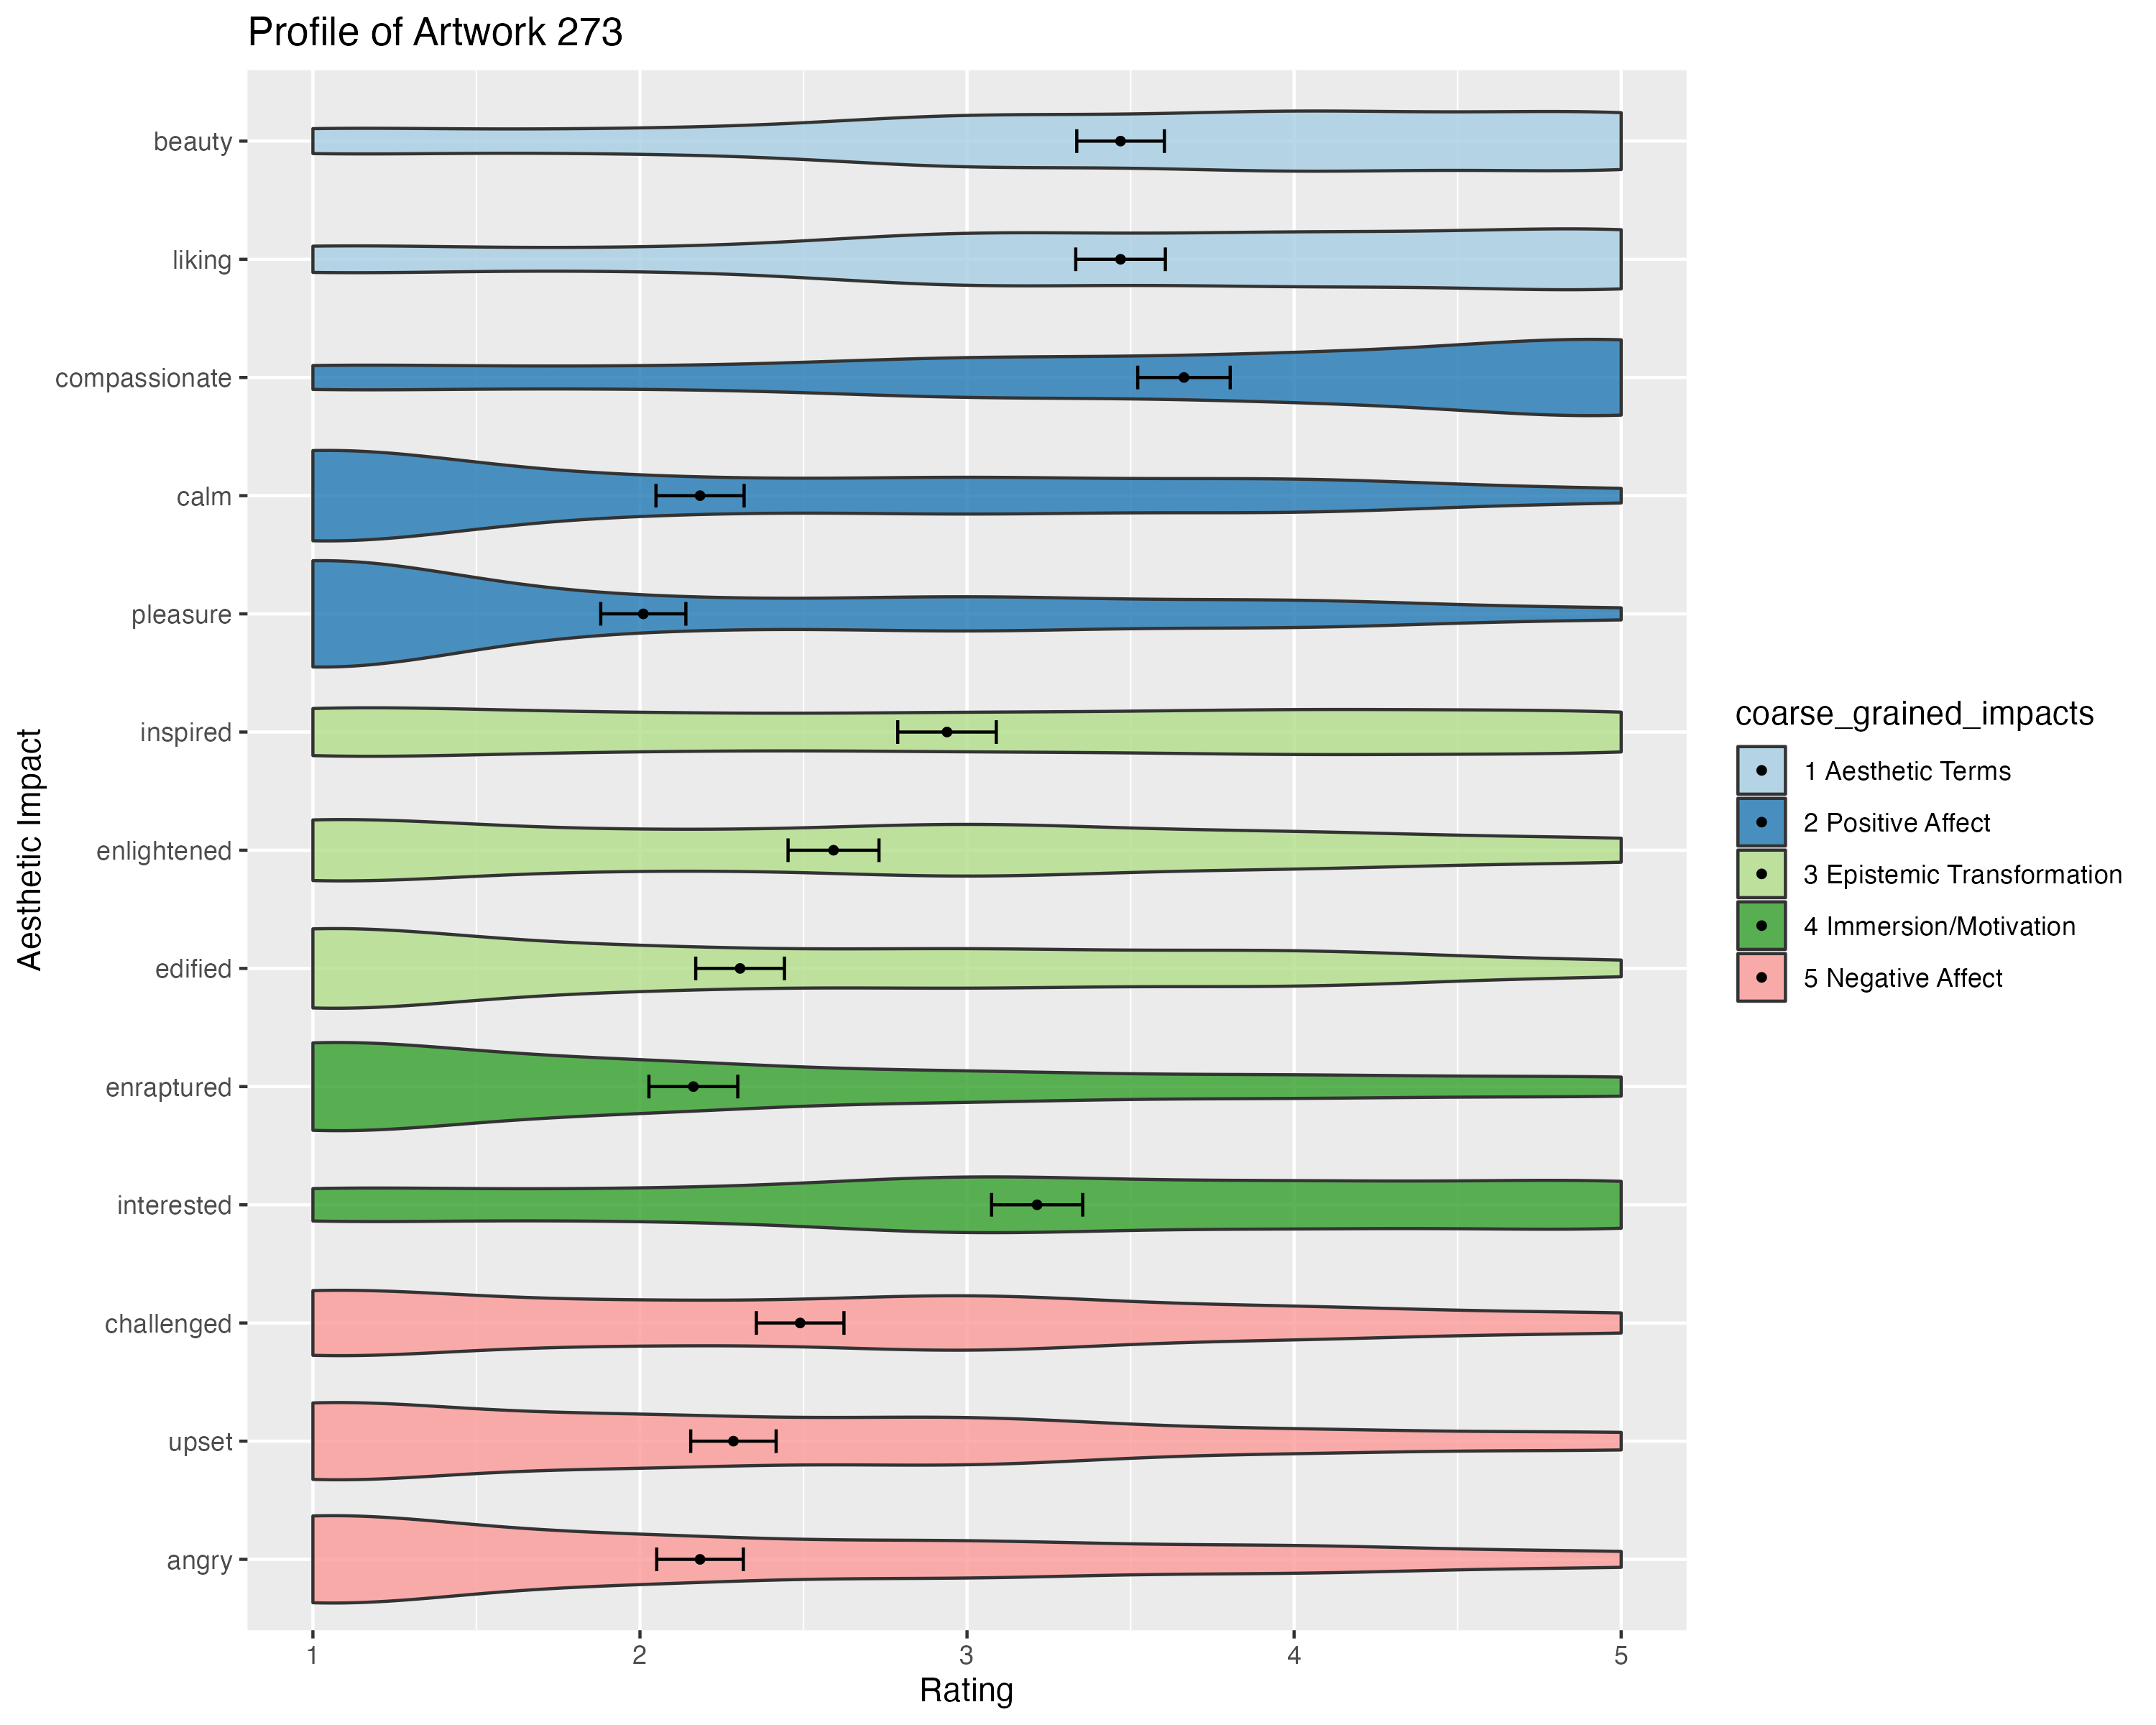 Profile of Artwork 273
beauty
liking
compassionate
calm
pleasure
inspired
enlightened
edified
enraptured
interested
challenged
upset
angry
Aesthetic Impact
1 2 3 4 5
Rating
coarse_grained_impacts
1 Aesthetic Terms
2 Positive Affect
3 Epistemic Transformation
4 Immersion/Motivation
5 Negative Affect